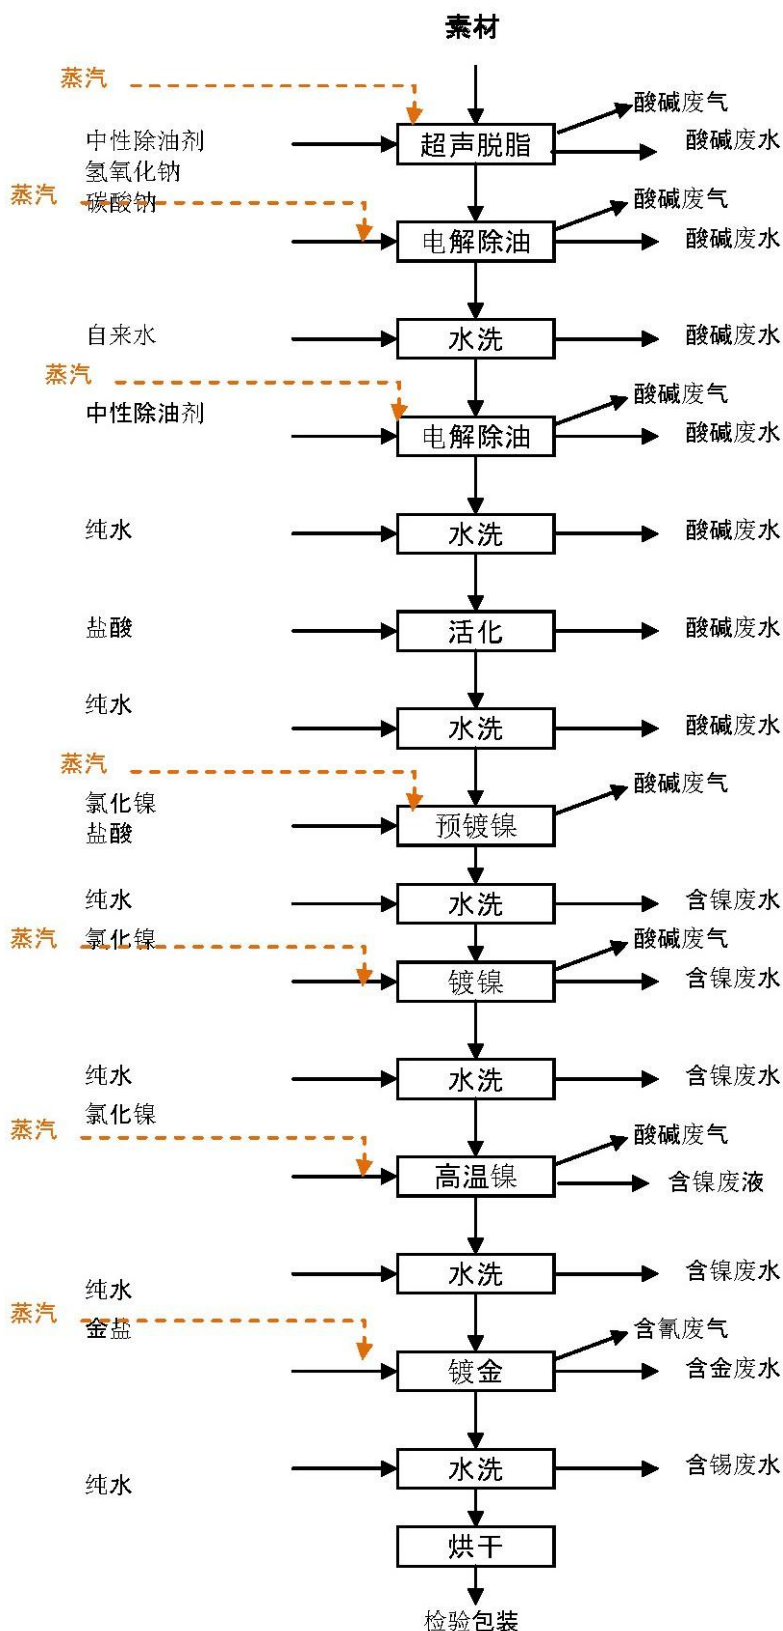 素材
蒸汽
酸碱废气
中性除油剂
超声脱脂
酸碱废水
氢氧化钠
蒸汽
碳酸钠
酸碱废气
电解除油
酸碱废水
自来水
水洗
酸碱废水
蒸汽
酸碱废气
中性除油剂
电解除油
酸碱废水
纯水
水洗
酸碱废水
盐酸
活化
酸碱废水
纯水
水洗
酸碱废水
蒸汽
酸碱废气
氯化镍
盐酸
预镀镍
纯水
水洗
含镍废水
蒸汽
氯化镍
酸碱废气
镀镍
含镍废水
纯水
水洗
含镍废水
蒸汽
氯化镍
酸碱废气
高温镍
含镍废液
纯水
水洗
含镍废水
蒸汽
金盐
含氰废气
镀金
含金废水
纯水
水洗
含锡废水
烘干
检验包装